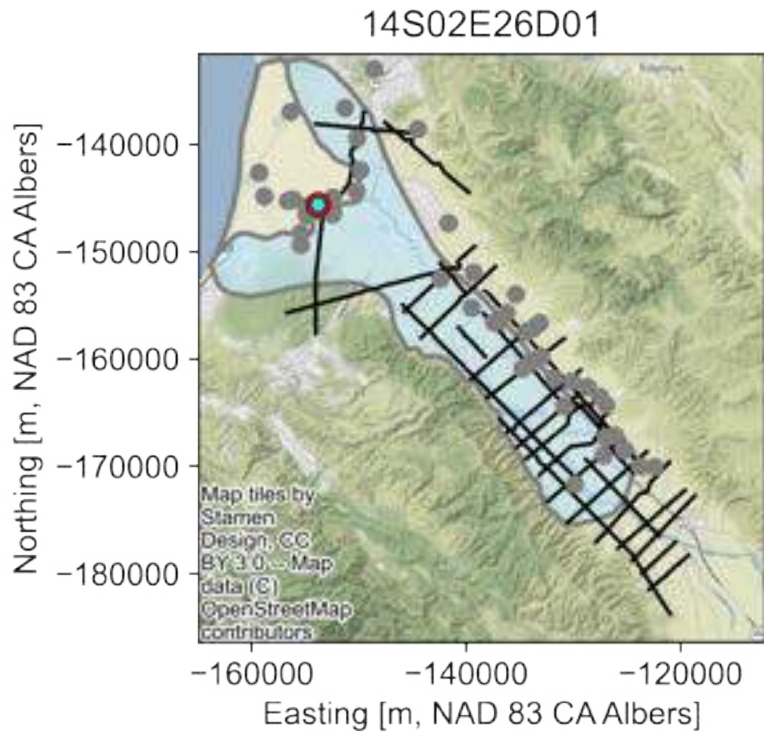 14S02E26D01
Northing [m, NAD 83 CA Albers]
−140000
−150000
−160000
−170000
−180000
Map tiles by
Stamen
Design, CC
BY 3.0 -- Map
data (C)
OpenStreetMap
contributors
−160000
−140000
−120000
Easting [m, NAD 83 CA Albers]